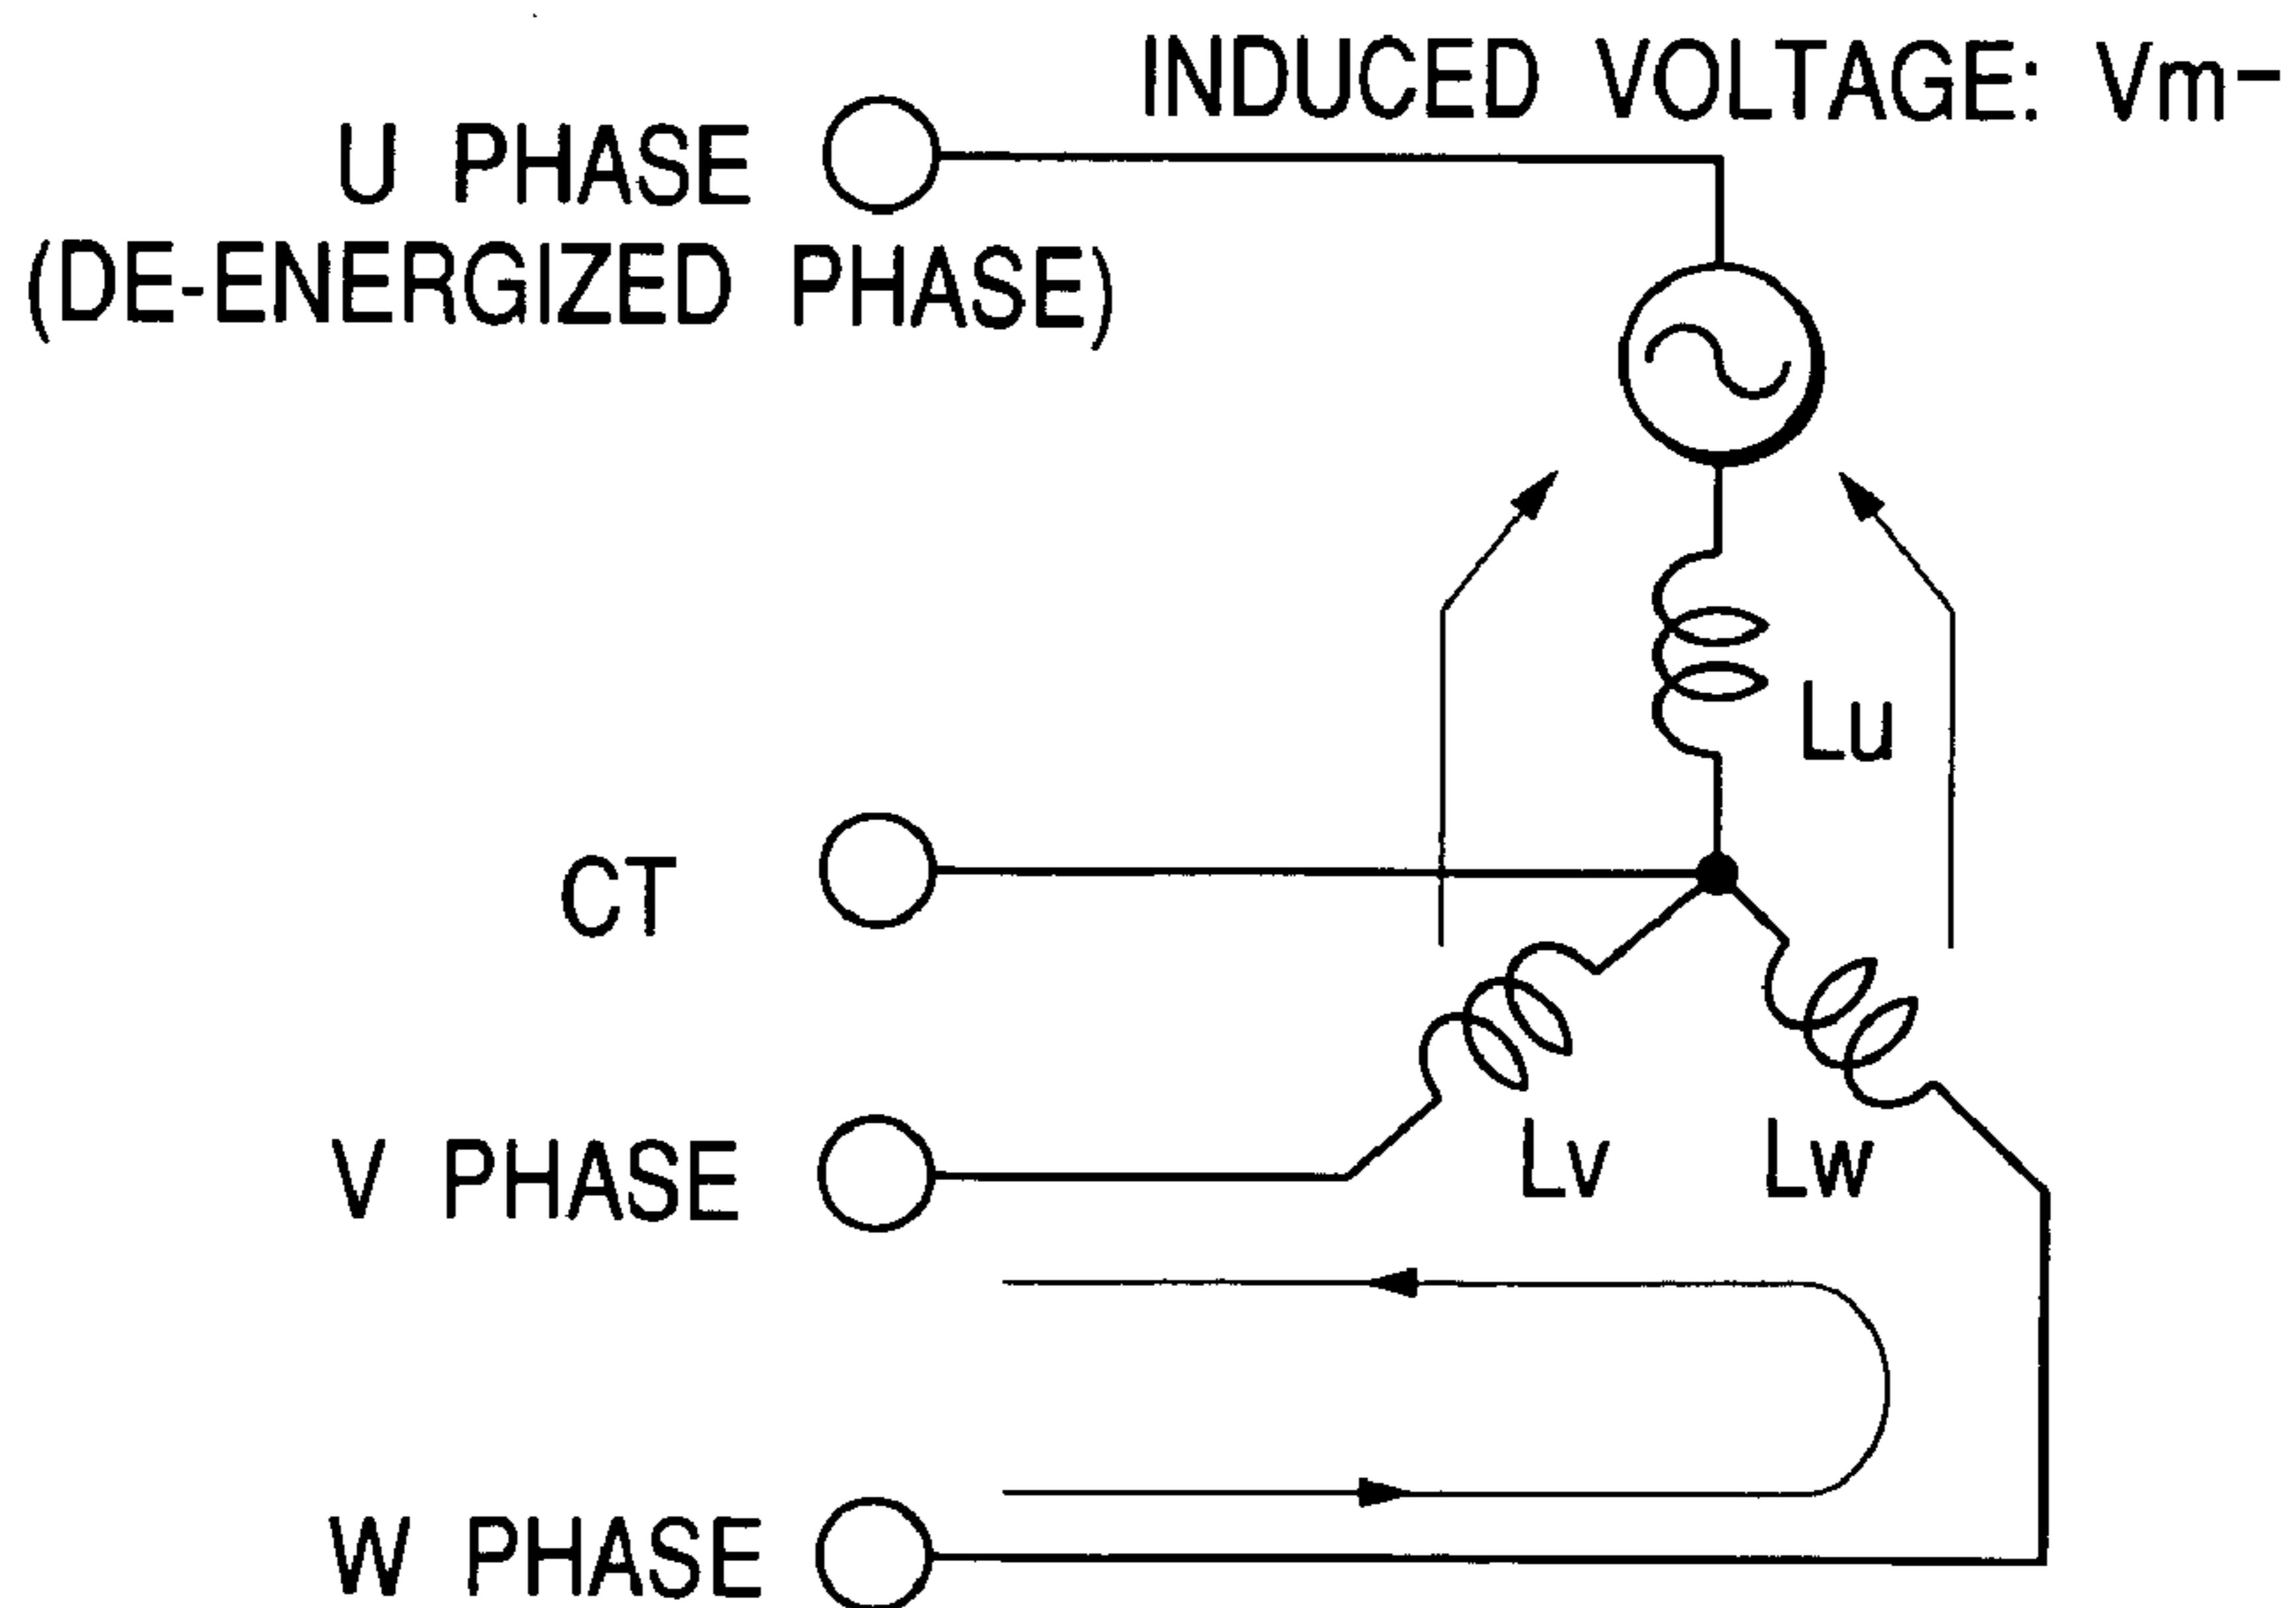 INDUCED VOLTAGE: Vm-
U PHASE
(DE-ENERGIZED PHASE)
Lu
CT
V PHASE
Lv
Lw
W PHASE